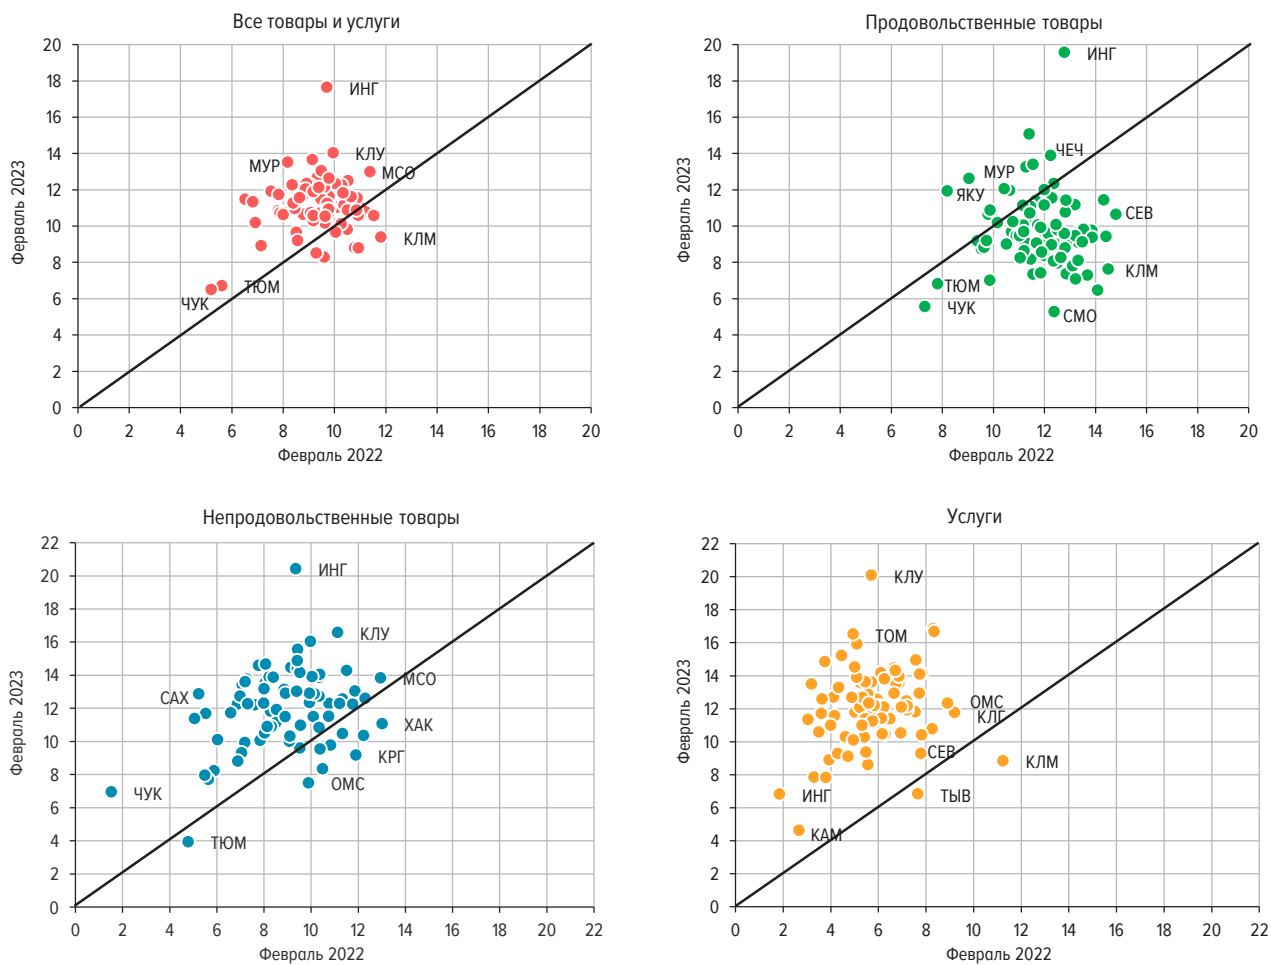 Все товары и услуги
Ферваль 2023
20
18
16
14
12
10
8
6
4
2
0
ИНГ
КЛУ
МУР
МСО
КЛМ
ТЮМ
ЧУК
0 2 4 6 8 10 12 14 16 18 20
Февраль 2022
Продовольственные товары
Февраль 2023
20
18
16
14
12
10
8
6
4
2
0
ИНГ
ЧЕЧ
МУР
ЯКУ
СЕВ
КЛМ
ТЮМ
ЧУК
СМО
0 2 4 6 8 10 12 14 16 18 20
Февраль 2022
Непродовольственные товары
Февраль 2023
22
20
18
16
14
12
10
8
6
4
2
0
ИНГ
КЛУ
МСО
САХ
ХАК
КРГ
ОМС
ЧУК
ТЮМ
0 2 4 6 8 10 12 14 16 18 20 22
Февраль 2022
Услуги
Февраль 2023
22
20
18
16
14
12
10
8
6
4
2
0
КЛУ
ТОМ
ОМС
КЛГ
СЕВ
КЛМ
ИНГ
ТЫВ
КАМ
0 2 4 6 8 10 12 14 16 18 20 22
Февраль 2022